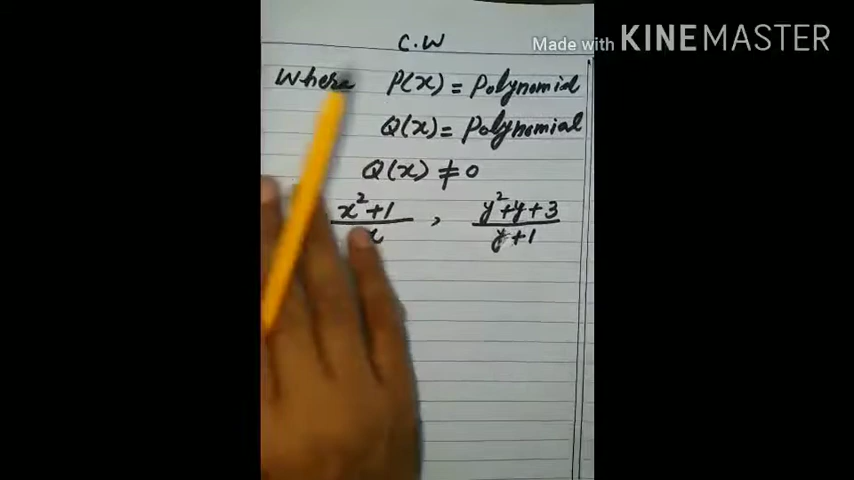 C.W
Made with KINEMASTER
Where P(x) = Polynomial
Q(x) = Polynomial
Q(x) ≠ 0
x²+1/x , y²+y+3/y+1